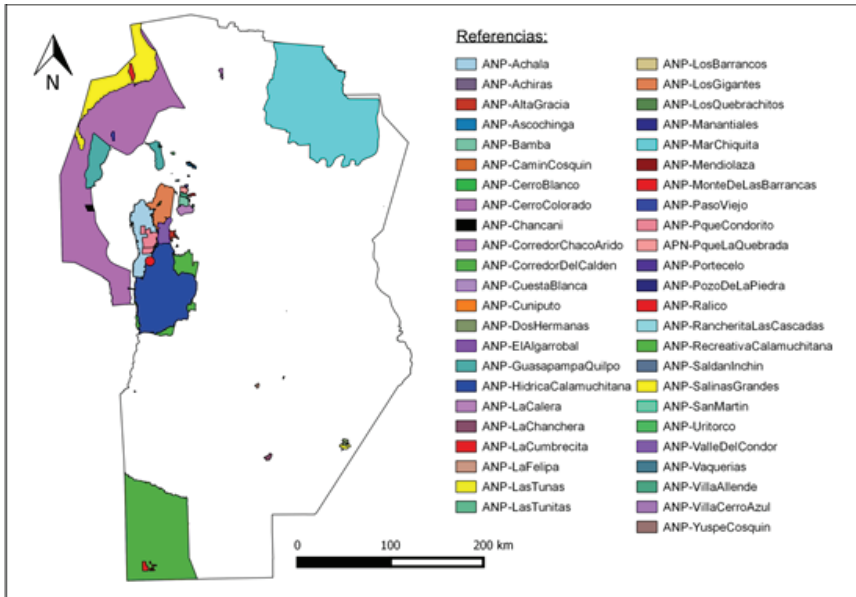 N
Referencias:
ANP-Achala
ANP-Achiras
ANP-AltaGracia
ANP-Ascochinga
ANP-Bamba
ANP-CaminCosquin
ANP-CerroBlanco
ANP-CerroColorado
ANP-Chancani
ANP-CorredorChacoArido
ANP-CorredorDelCalden
ANP-CuestaBlanca
ANP-Cuniputo
ANP-DosHermanas
ANP-ElAlgarrobal
ANP-GuasapampaQuilpo
ANP-HidricaCalamuchitana
ANP-LaCalera
ANP-LaChanchera
ANP-LaCumbrecita
ANP-LaFelipa
ANP-LasTunas
ANP-LasTunitas
ANP-LosBarrancos
ANP-LosGigantes
ANP-LosQuebrachitos
ANP-Manantiales
ANP-MarChiquita
ANP-Mendiolaza
ANP-MonteDeLasBarrancas
ANP-PasoViejo
ANP-PqueCondorito
APN-PqueLaQuebrada
ANP-Portecelo
ANP-PozoDeLaPiedra
ANP-Ralico
ANP-RancheritaLasCascadas
ANP-RecreativaCalamuchitana
ANP-SaldanInchin
ANP-SalinasGrandes
ANP-SanMartin
ANP-Uritorco
ANP-ValleDelCondor
ANP-Vaquerias
ANP-VillaAllende
ANP-VillaCerroAzul
ANP-YuspeCosquin
0 100 200 km